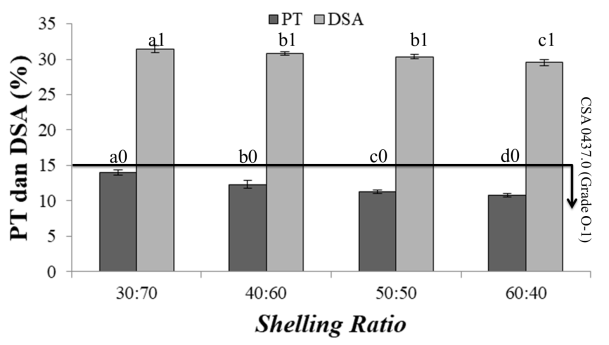 PT DSA
35
30
25
20
15
10
5
0
PT dan DSA (%)
a1 b1 b1 c1
a0 b0 c0 d0
CSA 0437.0 (Grade O-1)
30:70 40:60 50:50 60:40
Shelling Ratio